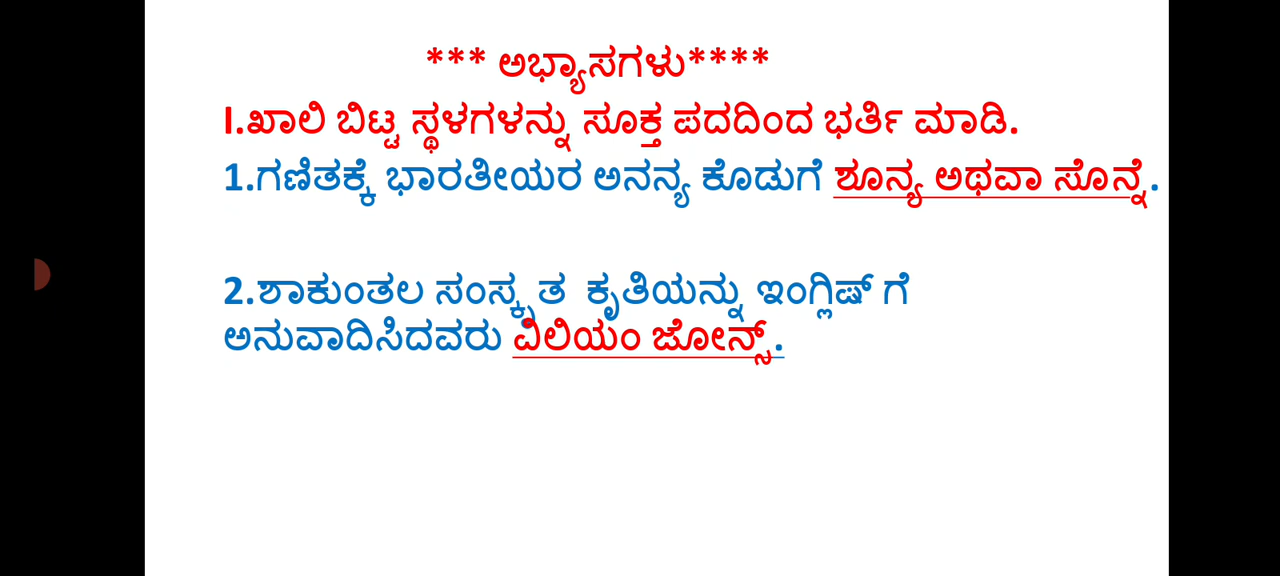 *** ಅಭ್ಯಾಸಗಳು****
I.ಖಾಲಿ ಬಿಟ್ಟ ಸ್ಥಳಗಳನ್ನು ಸೂಕ್ತ ಪದದಿಂದ ಭರ್ತಿ ಮಾಡಿ.
1.ಗಣಿತಕ್ಕೆ ಭಾರತೀಯರ ಅನನ್ಯ ಕೊಡುಗೆ ಶೂನ್ಯ ಅಥವಾ ಸೊನ್ನೆ.
2.ಶಾಕುಂತಲ ಸಂಸ್ಕೃತ ಕೃತಿಯನ್ನು ಇಂಗ್ಲಿಷ್ ಗೆ
ಅನುವಾದಿಸಿದವರು ವಿಲಿಯಂ ಜೋನ್ಸ್.